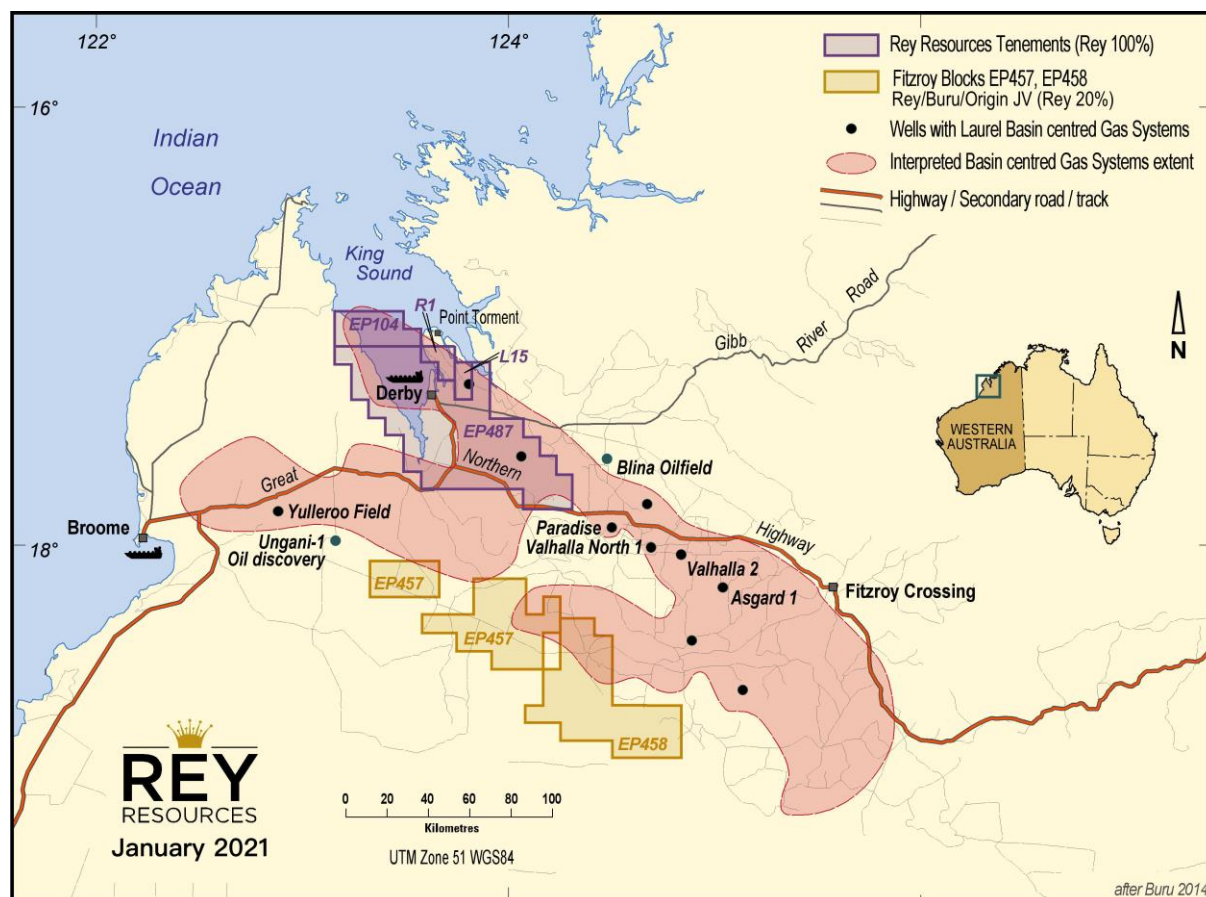 122°
124°
16°
18°
Rey Resources Tenements (Rey 100%)
Fitzroy Blocks EP457, EP458
Rey/Buru/Origin JV (Rey 20%)
Wells with Laurel Basin centred Gas Systems
Interpreted Basin centred Gas Systems extent
Highway / Secondary road / track
Indian
Ocean
King
Sound
R1
EP104
Point Torment
L15
Derby
EP487
Gibb
River
Road
N
WESTERN
AUSTRALIA
Great
Northern
Highway
Blina Oilfield
Yulleroo Field
Broome
Ungani-1
Oil discovery
Paradise
Valhalla North 1
Valhalla 2
Asgard 1
Fitzroy Crossing
EP457
EP457
EP458
REY
RESOURCES
January 2021
0 20 40 60 80 100
Kilometres
UTM Zone 51 WGS84
after Buru 2014